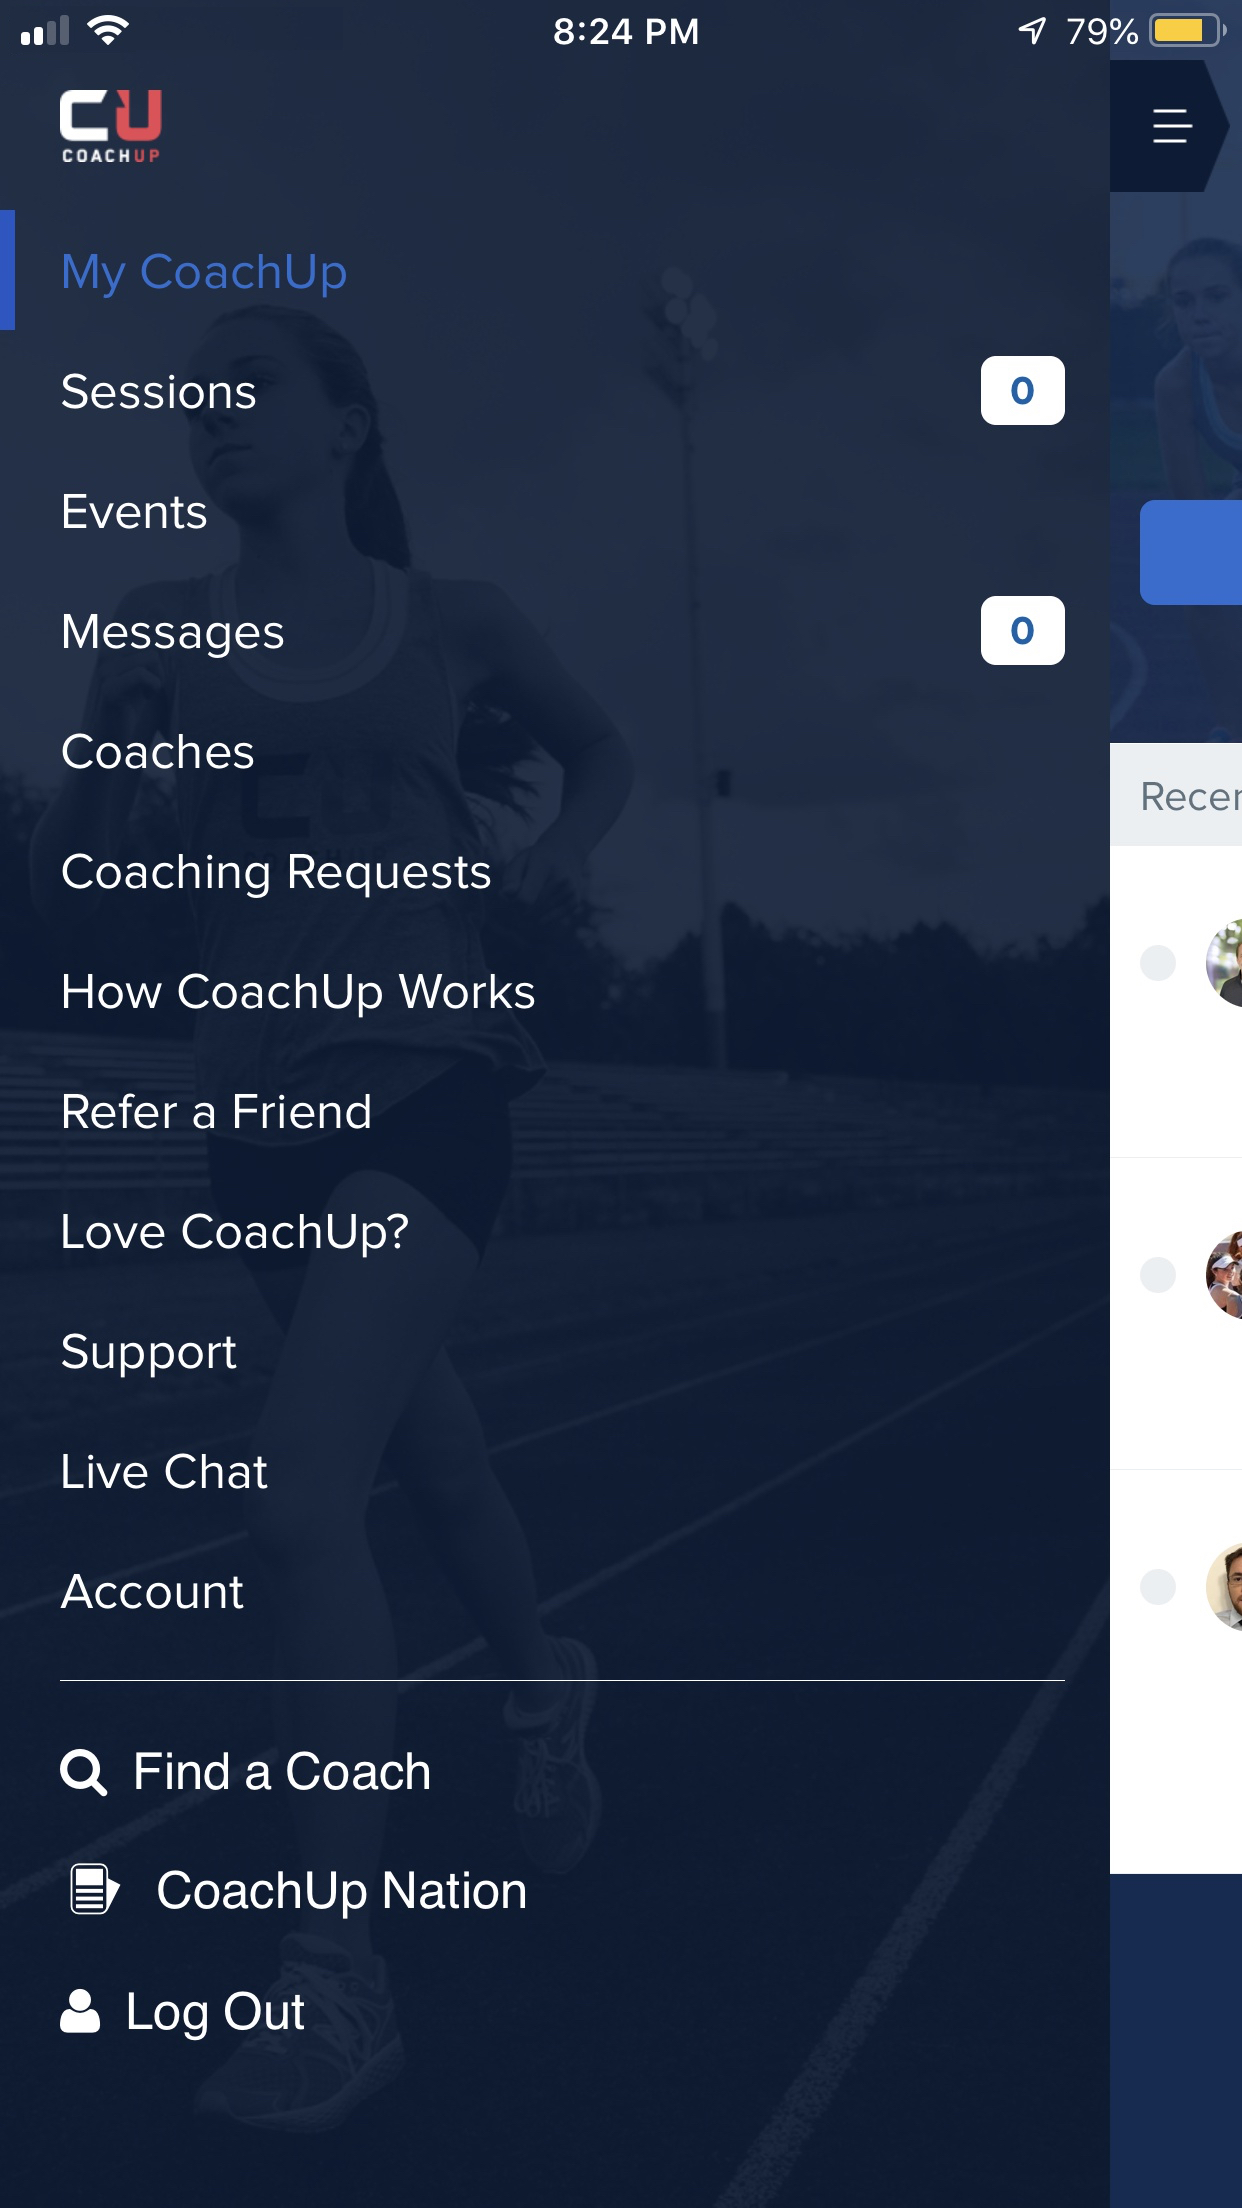 8:24 PM
79%
CU
COACHUP
My CoachUp
Sessions
0
Events
Messages
0
Coaches
Coaching Requests
How CoachUp Works
Refer a Friend
Love CoachUp?
Support
Live Chat
Account
Find a Coach
CoachUp Nation
Log Out